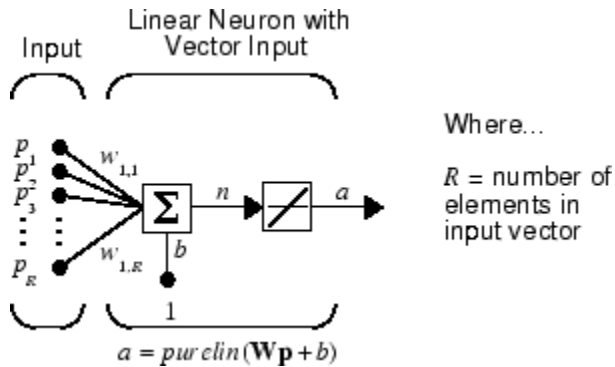 Linear Neuron with
Vector Input
Input
p1
p2
p3
pR
w1,1
w1,R
Σ
n
a
b
1
a = purelin(Wp + b)
Where...
R = number of
elements in
input vector